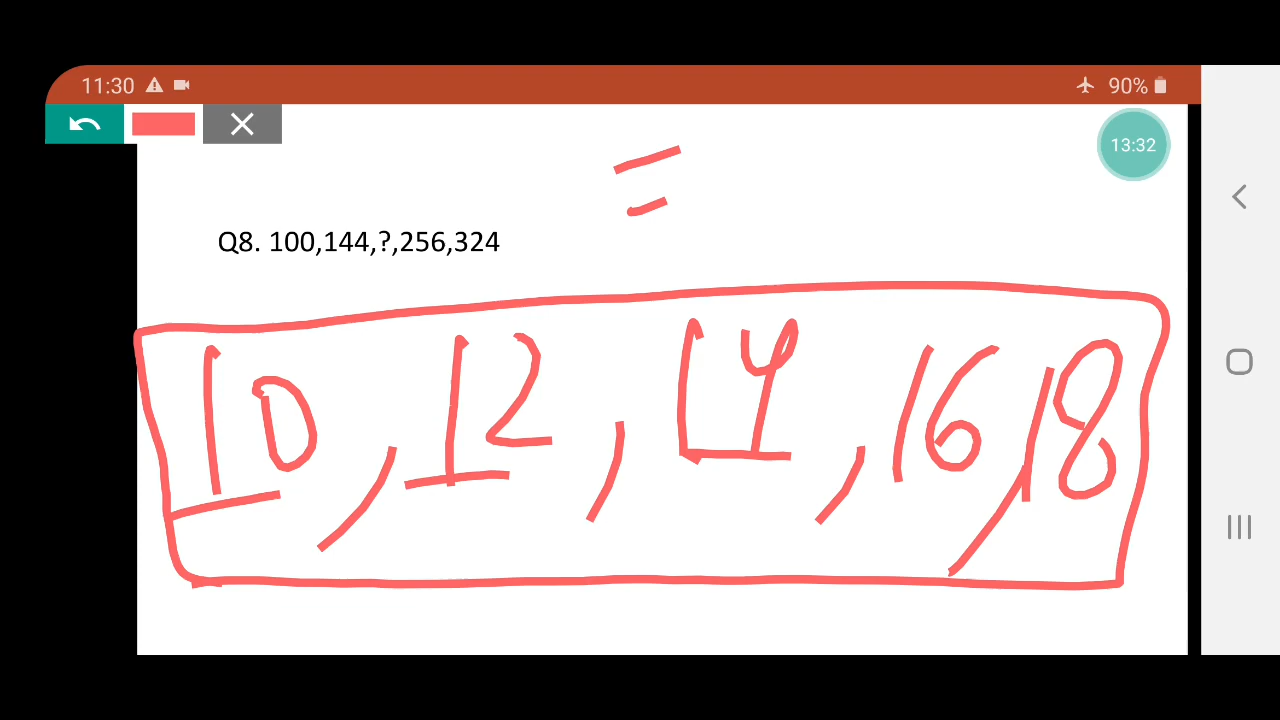 11:30 90%
13:32
=
Q8. 100,144,?,256,324
10, 12, 14, 16, 18